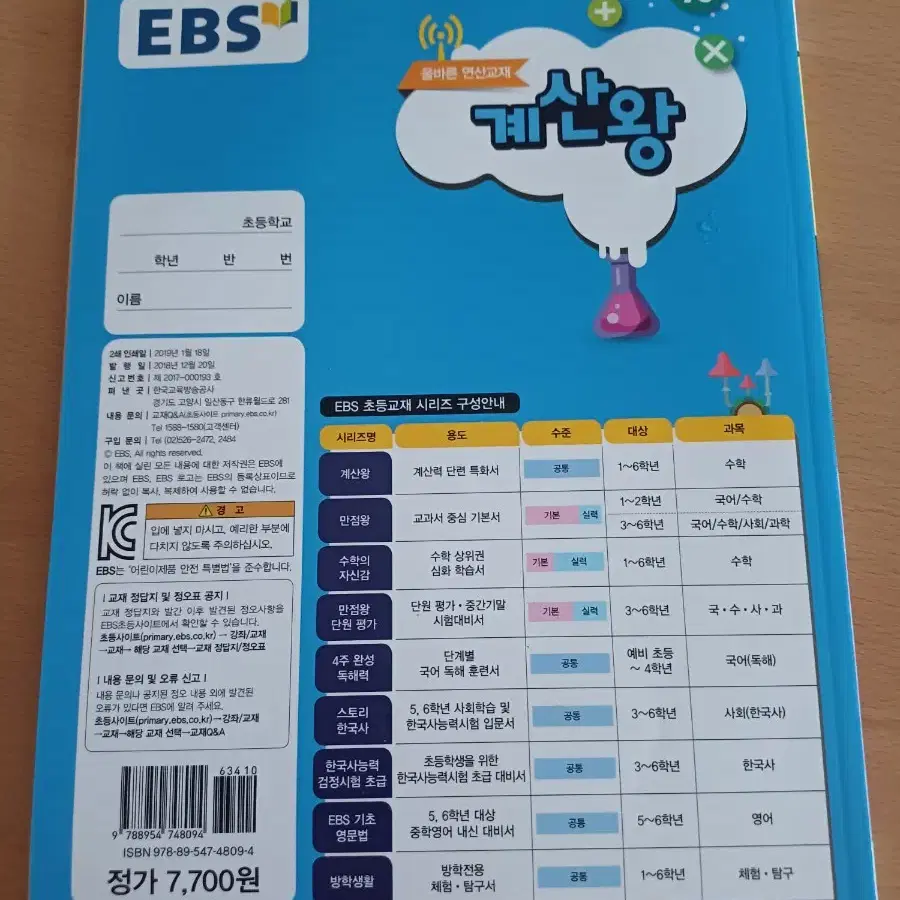 EBS
올바른 연산교재
계산왕
초등학교
학년 반 번
이름
2쇄 인쇄일 | 2019년 1월 18일
발 행 일 | 2018년 12월 20일
신고번호 | 제 2017-000193 호
펴 낸 곳 | 한국교육방송공사
경기도 고양시 일산동구 한류월드로 281
내용 문의 | 교재Q&A(초등사이트 primary.ebs.co.kr)
Tel 1588-1580(고객센터)
구입 문의 | Tel (02)526-2472, 2484
© EBS, All rights reserved.
이 책에 실린 모든 내용에 대한 저작권은 EBS에
있으며 EBS, EBS 로고는 EBS의 등록상표이므로
허락 없이 복사, 복제하여 사용할 수 없습니다.
경 고
입에 넣지 마시고, 예리한 부분에
다치지 않도록 주의하십시오.
EBS는 "어린이제품 안전 특별법"을 준수합니다.
| 교재 정답지 및 정오표 공지 |
교재 정답지와 발간 이후 발견된 정오사항을
EBS초등사이트에서 확인할 수 있습니다.
초등사이트(primary.ebs.co.kr) → 강좌/교재
→교재→ 해당 교재 선택→교재 정답지/정오표
| 내용 문의 및 오류 신고 |
내용 문의나 공지된 정오 내용 외에 발견된
오류가 있다면 EBS에 알려 주세요.
초등사이트(primary.ebs.co.kr)→강좌/교재
→교재→해당 교재 선택→교재Q&A
63410
9 788954 748094
ISBN 978-89-547-4809-4
정가 7,700원
EBS 초등교재 시리즈 구성안내
시리즈명 용도 수준 대상 과목
계산왕 계산력 단련 특화서 공통 1~6학년 수학
만점왕 교과서 중심 기본서 기본 실력 1~2학년 국어/수학
3~6학년 국어/수학/사회/과학
수학의
자신감 수학 상위권
심화 학습서 기본 실력 1~6학년 수학
만점왕
단원 평가 단원 평가·중간기말
시험대비서 기본 실력 3~6학년 국·수·사·과
4주 완성
독해력 단계별
국어 독해 훈련서 공통 예비 초등
~ 4학년 국어(독해)
스토리
한국사 5, 6학년 사회학습 및
한국사능력시험 입문서 공통 3~6학년 사회(한국사)
한국사능력
검정시험 초급 초등학생을 위한
한국사능력시험 초급 대비서 공통 3~6학년 한국사
EBS 기초
영문법 5, 6학년 대상
중학영어 내신 대비서 공통 5~6학년 영어
방학생활 방학전용
체험·탐구서 공통 1~6학년 체험·탐구